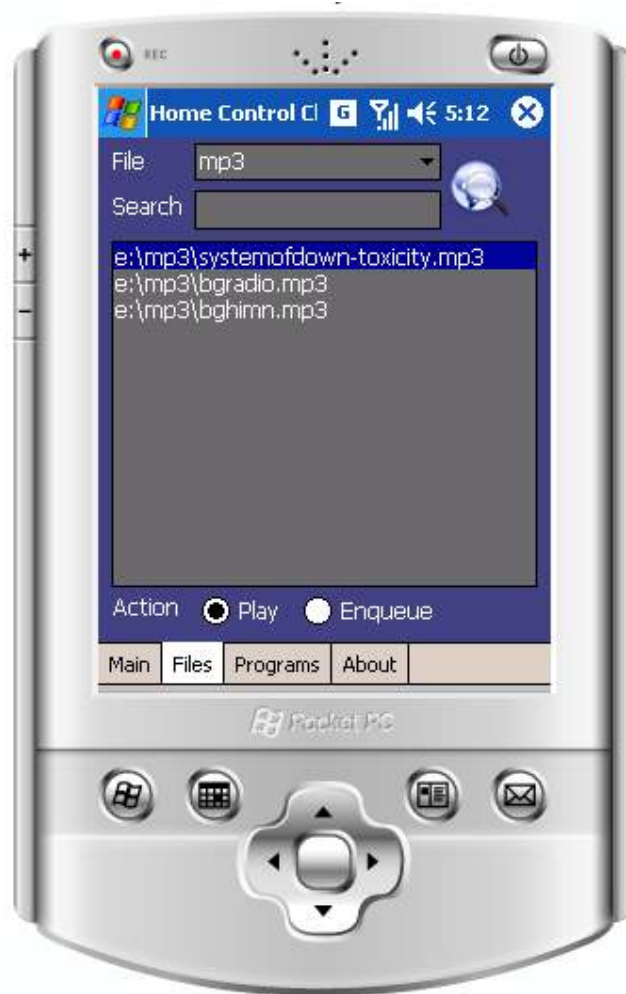 REC
Home Control Cl G 5:12
File mp3
Search
e:\mp3\systemofdown-toxicity.mp3
e:\mp3\bgradio.mp3
e:\mp3\bghimn.mp3
Action Play Enqueue
Main Files Programs About
Pocket PC
+
-